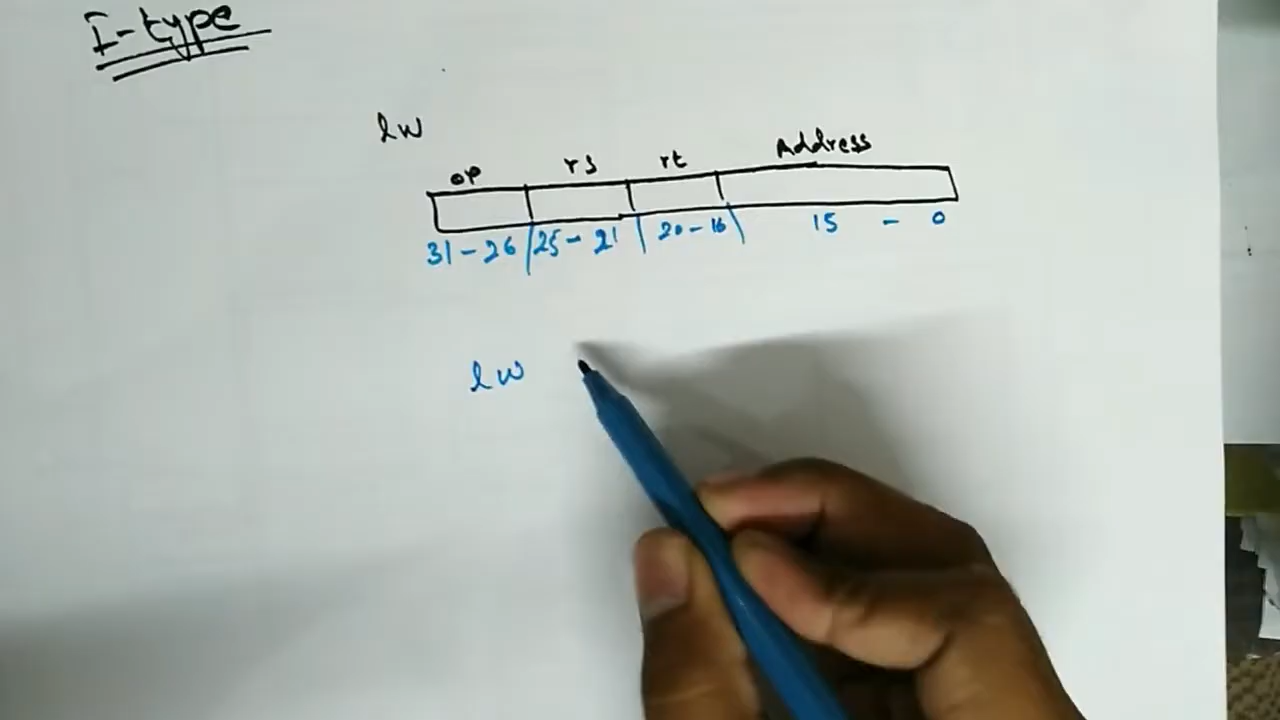 I-type
lw
op rs rt Address
31-26 | 25-21 | 20-16 | 15 - 0
lw